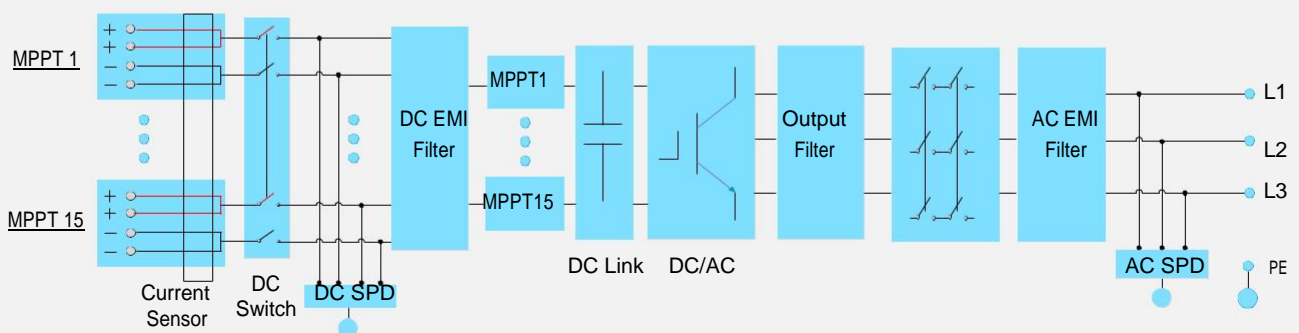 MPPT 1
+
+
−
−
MPPT 15
+
+
−
−
Current
Sensor
DC
Switch
DC SPD
DC EMI
Filter
MPPT1
MPPT15
DC Link
DC/AC
Output
Filter
AC EMI
Filter
AC SPD
L1
L2
L3
PE